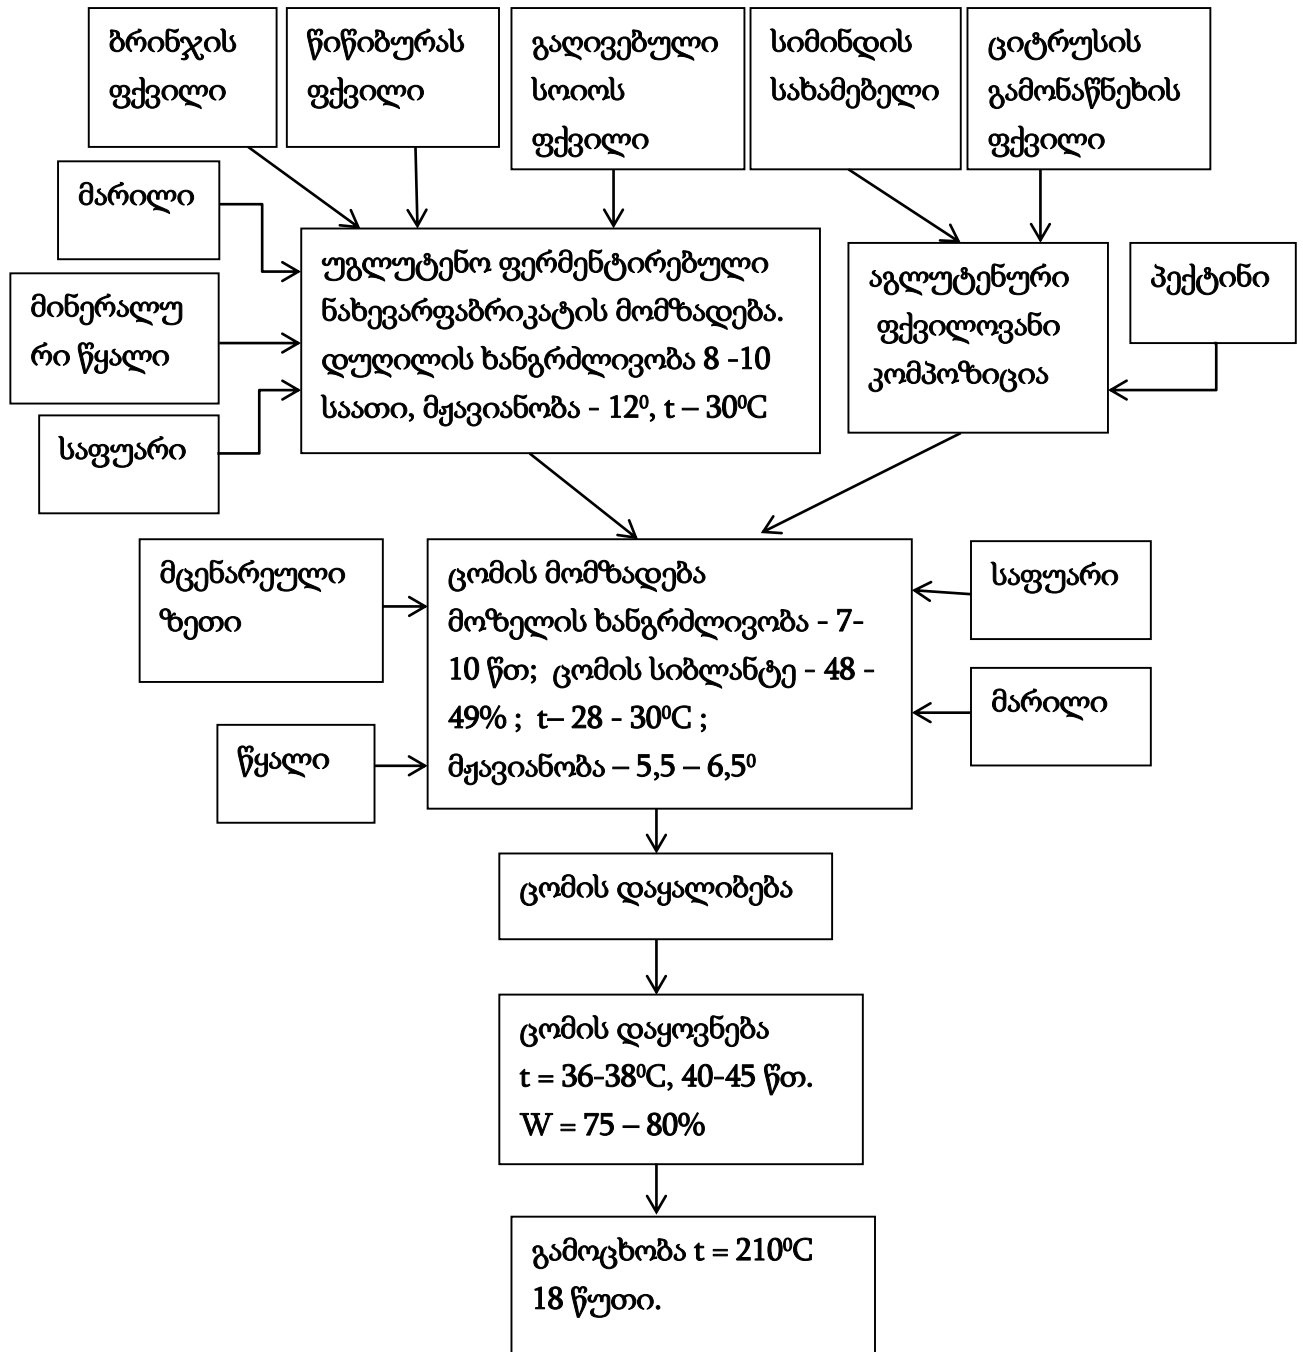 ბრინჯის
ფქვილი
წიწიბურას
ფქვილი
გაღივებული
სოიოს
ფქვილი
სიმინდის
სახამებელი
ციტრუსის
გამონაწნეხის
ფქვილი
მარილი
მინერალუ
რი წყალი
საფუარი
უგლუტენო ფერმენტირებული
ნახევარფაბრიკატის მომზადება.
დუღილის ხანგრძლივობა 8 -10
საათი, მჟავიანობა - 12⁰, t – 30⁰C
აგლუტენური
ფქვილოვანი
კომპოზიცია
პექტინი
მცენარეული
ზეთი
წყალი
ცომის მომზადება
მოზელის ხანგრძლივობა - 7-
10 წთ; ცომის სიბლანტე - 48 -
49% ; t– 28 - 30⁰C ;
მჟავიანობა – 5,5 – 6,5⁰
საფუარი
მარილი
ცომის დაყალიბება
ცომის დაყოვნება
t = 36-38⁰C, 40-45 წთ.
W = 75 – 80%
გამოცხობა t = 210⁰C
18 წუთი.